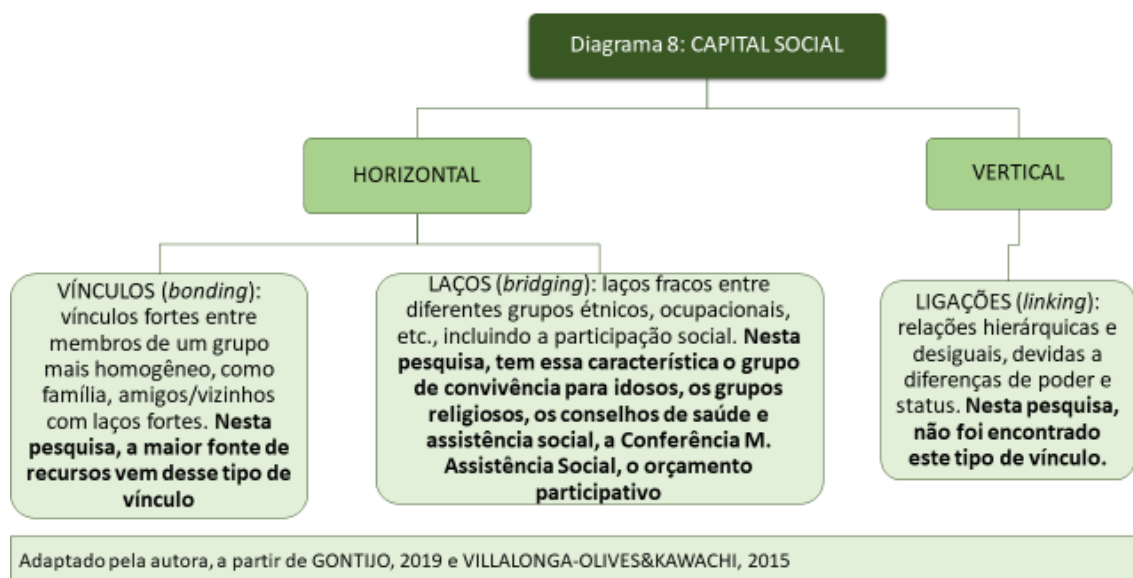 Diagrama 8: CAPITAL SOCIAL
HORIZONTAL
VERTICAL
VÍNCULOS (bonding):
vínculos fortes entre
membros de um grupo
mais homogêneo, como
família, amigos/vizinhos
com laços fortes. Nesta
pesquisa, a maior fonte de
recursos vem desse tipo de
vínculo
LAÇOS (bridging): laços fracos entre
diferentes grupos étnicos, ocupacionais,
etc., incluindo a participação social. Nesta
pesquisa, tem essa característica o grupo
de convivência para idosos, os grupos
religiosos, os conselhos de saúde e
assistência social, a Conferência M.
Assistência Social, o orçamento
participativo
LIGAÇÕES (linking):
relações hierárquicas e
desiguais, devidas a
diferenças de poder e
status. Nesta pesquisa,
não foi encontrado
este tipo de vínculo.
Adaptado pela autora, a partir de GONTIJO, 2019 e VILLALONGA-OLIVES&KAWACHI, 2015